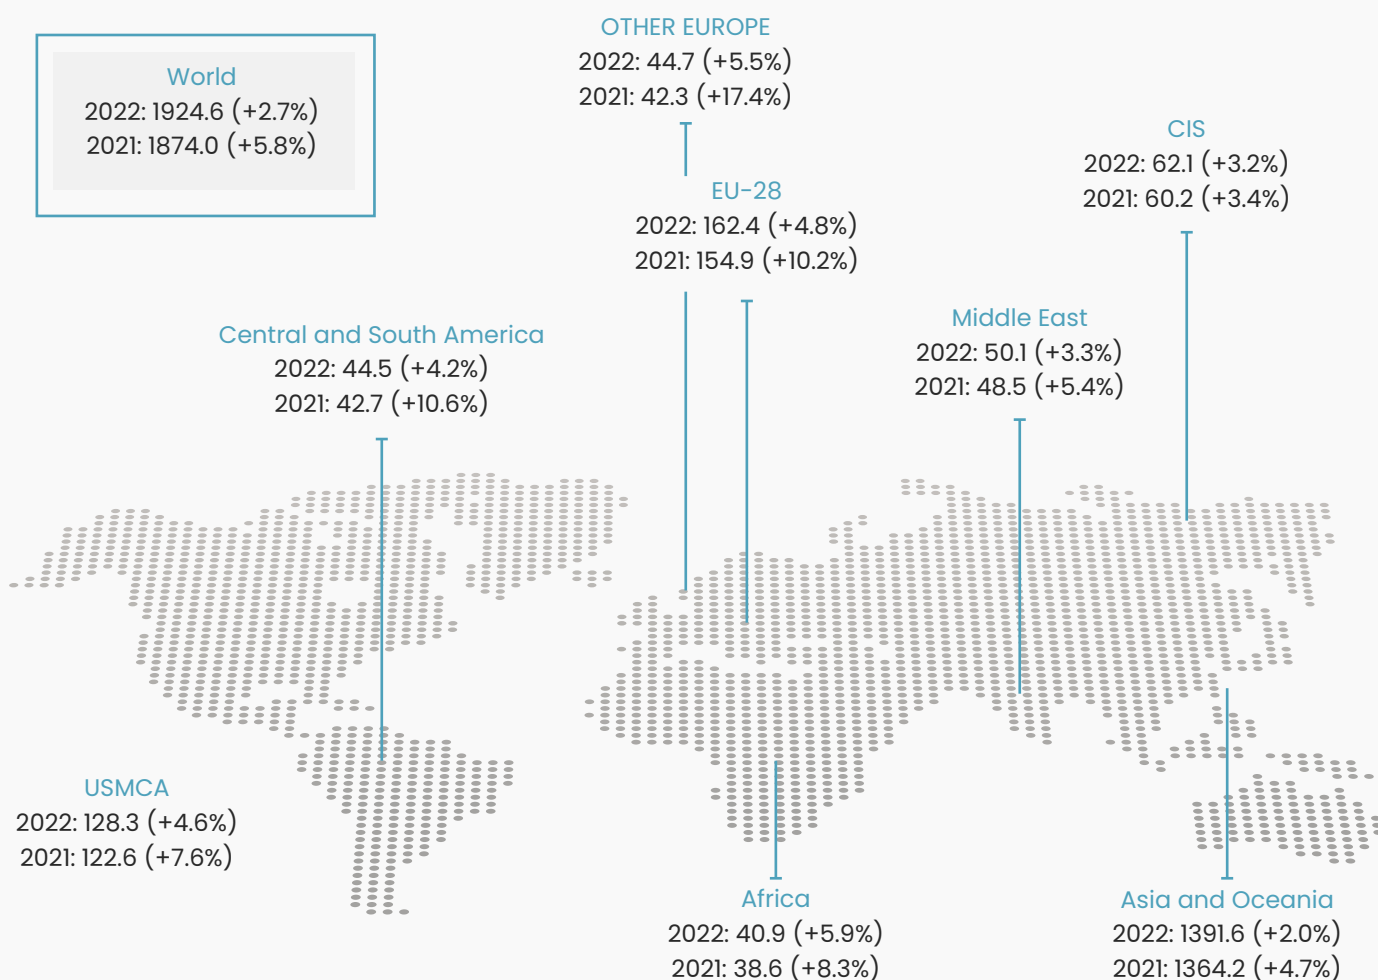 OTHER EUROPE
2022: 44.7 (+5.5%)
2021: 42.3 (+17.4%)
World
2022: 1924.6 (+2.7%)
2021: 1874.0 (+5.8%)
CIS
2022: 62.1 (+3.2%)
2021: 60.2 (+3.4%)
EU-28
2022: 162.4 (+4.8%)
2021: 154.9 (+10.2%)
Middle East
2022: 50.1 (+3.3%)
2021: 48.5 (+5.4%)
Central and South America
2022: 44.5 (+4.2%)
2021: 42.7 (+10.6%)
USMCA
2022: 128.3 (+4.6%)
2021: 122.6 (+7.6%)
Africa
2022: 40.9 (+5.9%)
2021: 38.6 (+8.3%)
Asia and Oceania
2022: 1391.6 (+2.0%)
2021: 1364.2 (+4.7%)